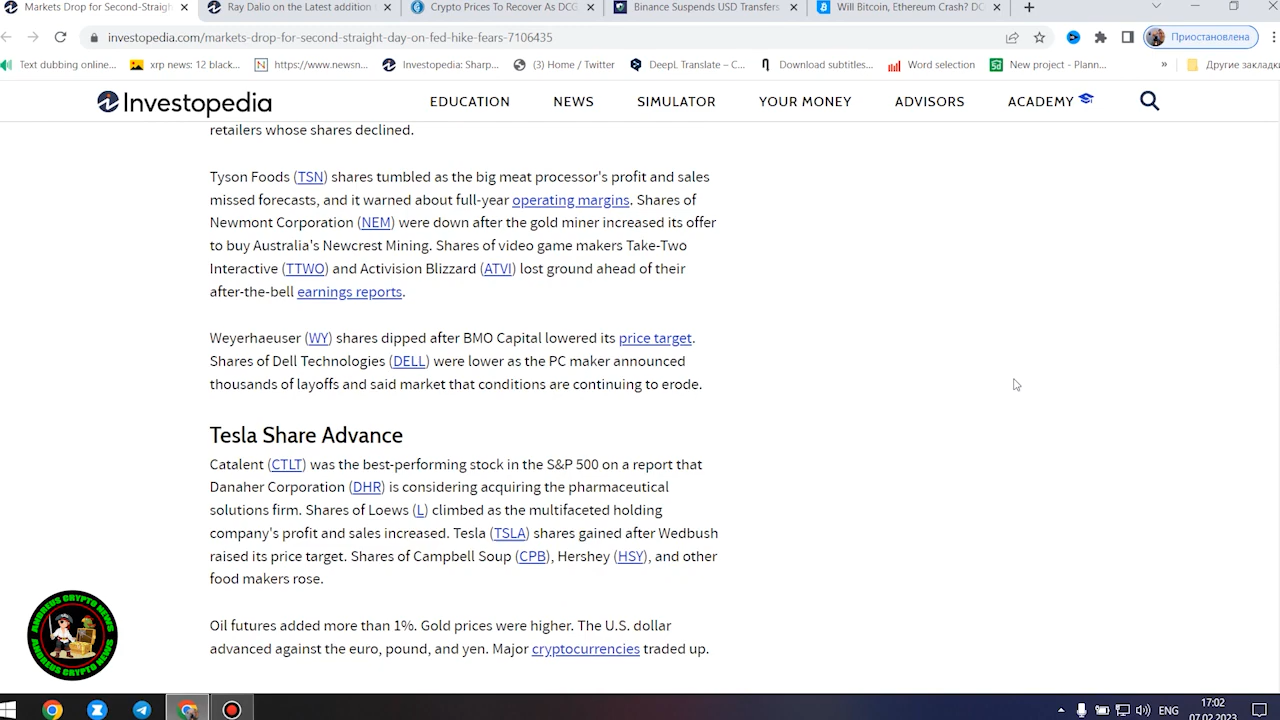 Markets Drop for Second-Straigh
Ray Dalio on the Latest addition
Crypto Prices To Recover As DCG
Binance Suspends USD Transfers
Will Bitcoin, Ethereum Crash? DC
investopedia.com/markets-drop-for-second-straight-day-on-fed-hike-fears-7106435
Приостановлена
Text dubbing online...
xrp news: 12 black...
https://www.newsn...
Investopedia: Sharp...
(3) Home / Twitter
DeepL Translate – С...
Download subtitles...
Word selection
New project - Plann...
»
Другие закладки
Investopedia
EDUCATION
NEWS
SIMULATOR
YOUR MONEY
ADVISORS
ACADEMY
retailers whose shares declined.
Tyson Foods (TSN) shares tumbled as the big meat processor's profit and sales
missed forecasts, and it warned about full-year operating margins. Shares of
Newmont Corporation (NEM) were down after the gold miner increased its offer
to buy Australia's Newcrest Mining. Shares of video game makers Take-Two
Interactive (TTWO) and Activision Blizzard (ATVI) lost ground ahead of their
after-the-bell earnings reports.
Weyerhaeuser (WY) shares dipped after BMO Capital lowered its price target.
Shares of Dell Technologies (DELL) were lower as the PC maker announced
thousands of layoffs and said market that conditions are continuing to erode.
Tesla Share Advance
Catalent (CTLT) was the best-performing stock in the S&P 500 on a report that
Danaher Corporation (DHR) is considering acquiring the pharmaceutical
solutions firm. Shares of Loews (L) climbed as the multifaceted holding
company's profit and sales increased. Tesla (TSLA) shares gained after Wedbush
raised its price target. Shares of Campbell Soup (CPB), Hershey (HSY), and other
food makers rose.
Oil futures added more than 1%. Gold prices were higher. The U.S. dollar
advanced against the euro, pound, and yen. Major cryptocurrencies traded up.
ANDREUS CRYPTO NEWS
ANDREUS CRYPTO NEWS
ENG
17:02
07.02.2023